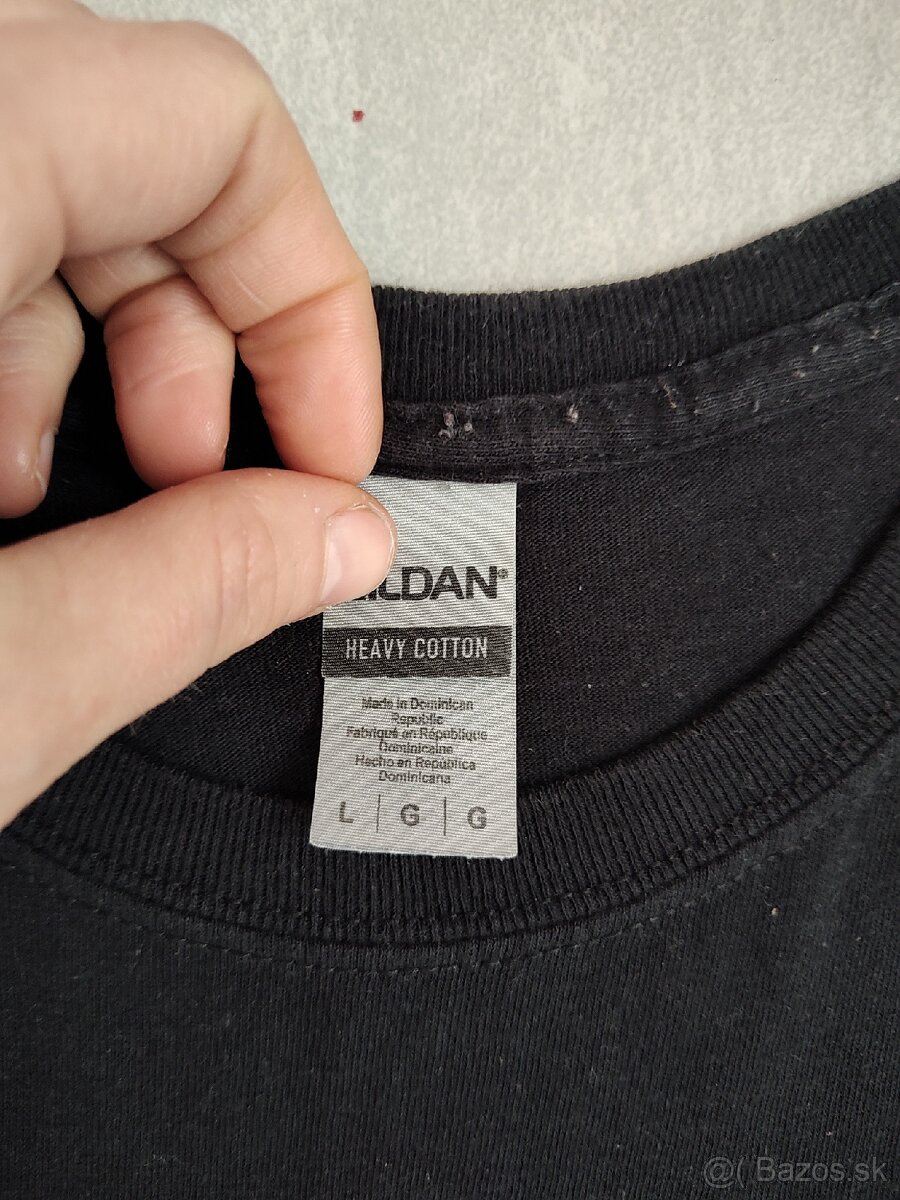 ILDAN®
HEAVY COTTON
Made in Dominican
Republic
Fabriqué en République
Dominicaine
Hecho en República
Dominicana
L | G | G
@( Bazos.sk